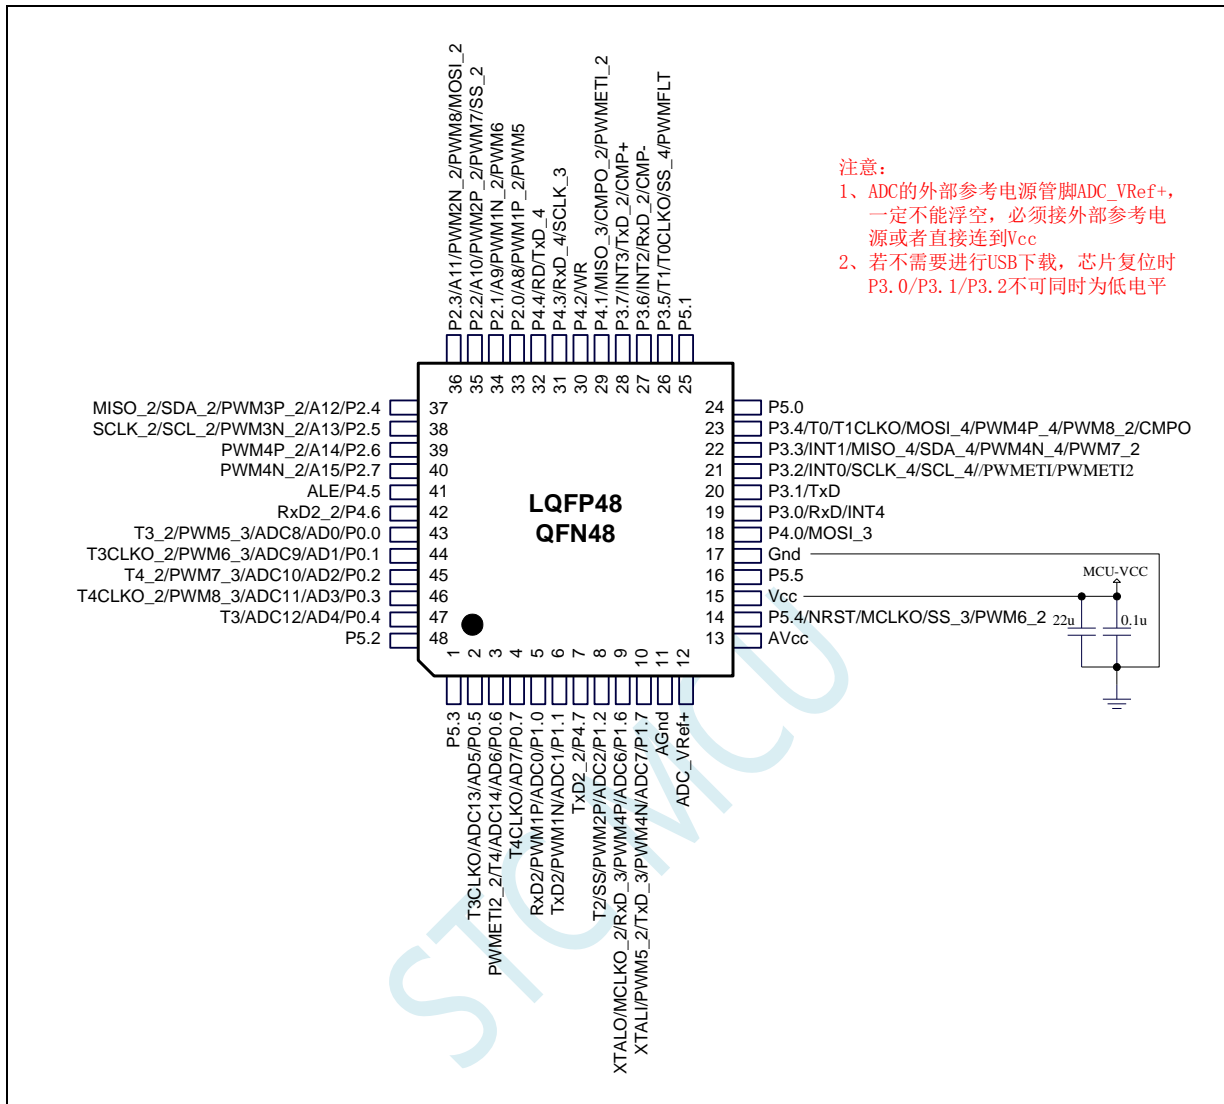 P2.3/A11/PWM2N_2/PWM8/MOSI_2
P2.2/A10/PWM2P_2/PWM7/SS_2
P2.1/A9/PWM1N_2/PWM6
P2.0/A8/PWM1P_2/PWM5
P4.4/RD/TxD_4
P4.3/RxD_4/SCLK_3
P4.2/WR
P4.1/MISO_3/CMPO_2/PWMETI_2
P3.7/INT3/TxD_2/CMP+
P3.6/INT2/RxD_2/CMP-
P3.5/T1/T0CLKO/SS_4/PWMFLT
P5.1
注意:
1、ADC的外部参考电源管脚ADC_VRef+,
一定不能浮空, 必须接外部参考电
源或者直接连到Vcc
2、若不需要进行USB下载, 芯片复位时
P3.0/P3.1/P3.2不可同时为低电平
36 35 34 33 32 31 30 29 28 27 26 25
MISO_2/SDA_2/PWM3P_2/A12/P2.4 37
SCLK_2/SCL_2/PWM3N_2/A13/P2.5 38
PWM4P_2/A14/P2.6 39
PWM4N_2/A15/P2.7 40
ALE/P4.5 41
RxD2_2/P4.6 42
T3_2/PWM5_3/ADC8/AD0/P0.0 43
T3CLKO_2/PWM6_3/ADC9/AD1/P0.1 44
T4_2/PWM7_3/ADC10/AD2/P0.2 45
T4CLKO_2/PWM8_3/ADC11/AD3/P0.3 46
T3/ADC12/AD4/P0.4 47
P5.2 48
LQFP48
QFN48
24 P5.0
23 P3.4/T0/T1CLKO/MOSI_4/PWM4P_4/PWM8_2/CMPO
22 P3.3/INT1/MISO_4/SDA_4/PWM4N_4/PWM7_2
21 P3.2/INT0/SCLK_4/SCL_4//PWMETI/PWMETI2
20 P3.1/TxD
19 P3.0/RxD/INT4
18 P4.0/MOSI_3
17 Gnd
16 P5.5
15 Vcc
14 P5.4/NRST/MCLKO/SS_3/PWM6_2
13 AVcc
MCU-VCC
22u
0.1u
1 2 3 4 5 6 7 8 9 10 11 12
P5.3
T3CLKO/ADC13/AD5/P0.5
PWMETI2_2/T4/ADC14/AD6/P0.6
T4CLKO/AD7/P0.7
RxD2/PWM1P/ADC0/P1.0
TxD2/PWM1N/ADC1/P1.1
TxD2_2/P4.7
T2/SS/PWM2P/ADC2/P1.2
XTALO/MCLKO_2/RxD_3/PWM4P/ADC6/P1.6
XTALI/PWM5_2/TxD_3/PWM4N/ADC7/P1.7
AGnd
ADC_VRef+
STCMCU